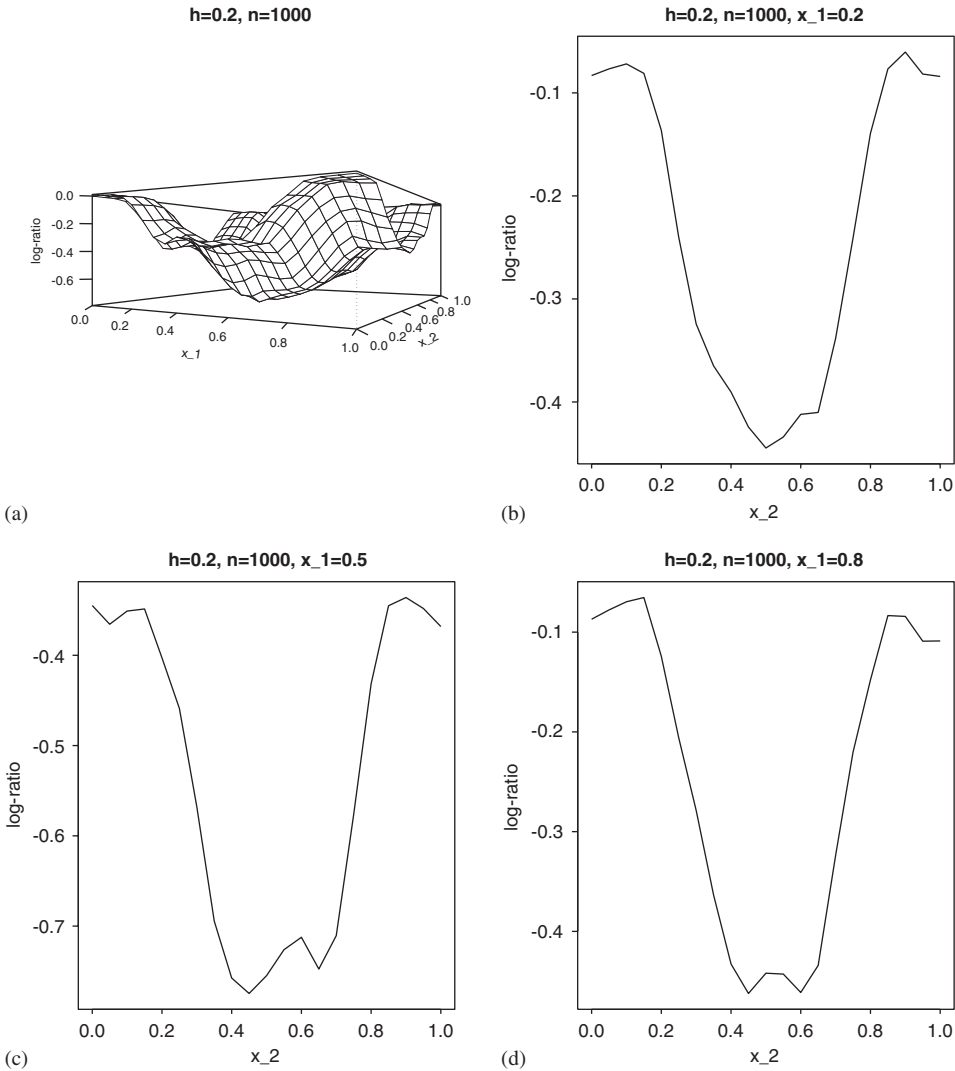 h=0.2, n=1000
h=0.2, n=1000, x_1=0.2
0.0
-0.2
-0.4
-0.6
log-ratio
0.0
0.2
0.4
0.6
0.8
1.0
x_1
0.0
0.2
0.4
0.6
0.8
1.0
x_2
-0.1
-0.2
-0.3
-0.4
log-ratio
0.0 0.2 0.4 0.6 0.8 1.0
x_2
(a)
(b)
h=0.2, n=1000, x_1=0.5
h=0.2, n=1000, x_1=0.8
-0.4
-0.5
-0.6
-0.7
log-ratio
0.0 0.2 0.4 0.6 0.8 1.0
x_2
-0.1
-0.2
-0.3
-0.4
log-ratio
0.0 0.2 0.4 0.6 0.8 1.0
x_2
(c)
(d)